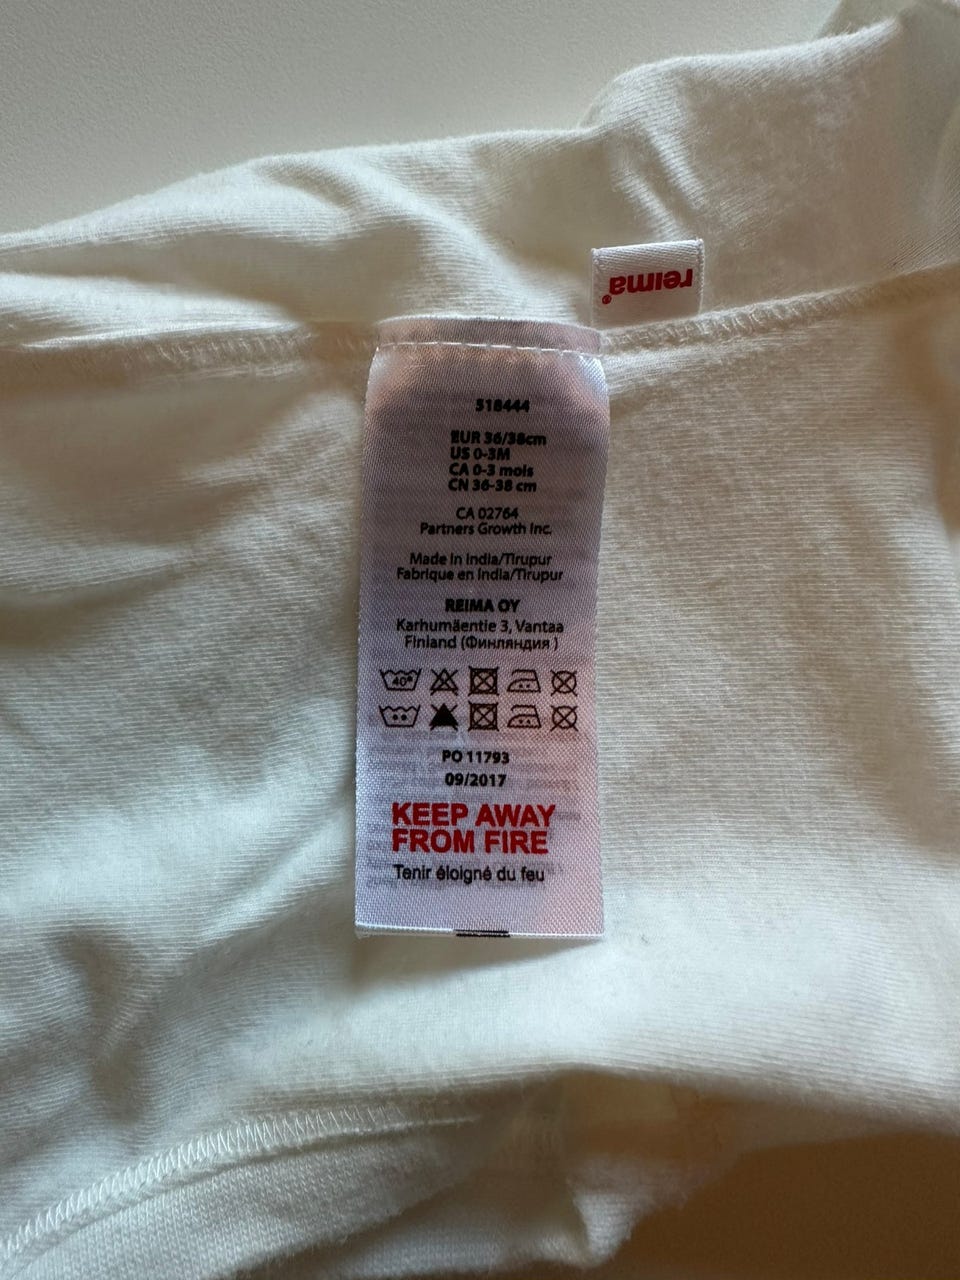 reima®
518444
EUR 36/38cm
US 0-3M
CA 0-3 mois
CN 36-38 cm
CA 02764
Partners Growth Inc.
Made in India/Tirupur
Fabrique en India/Tirupur
REIMA OY
Karhumäentie 3, Vantaa
Finland (Финляндия )
40°
PO 11793
09/2017
KEEP AWAY
FROM FIRE
Tenir éloigné du feu